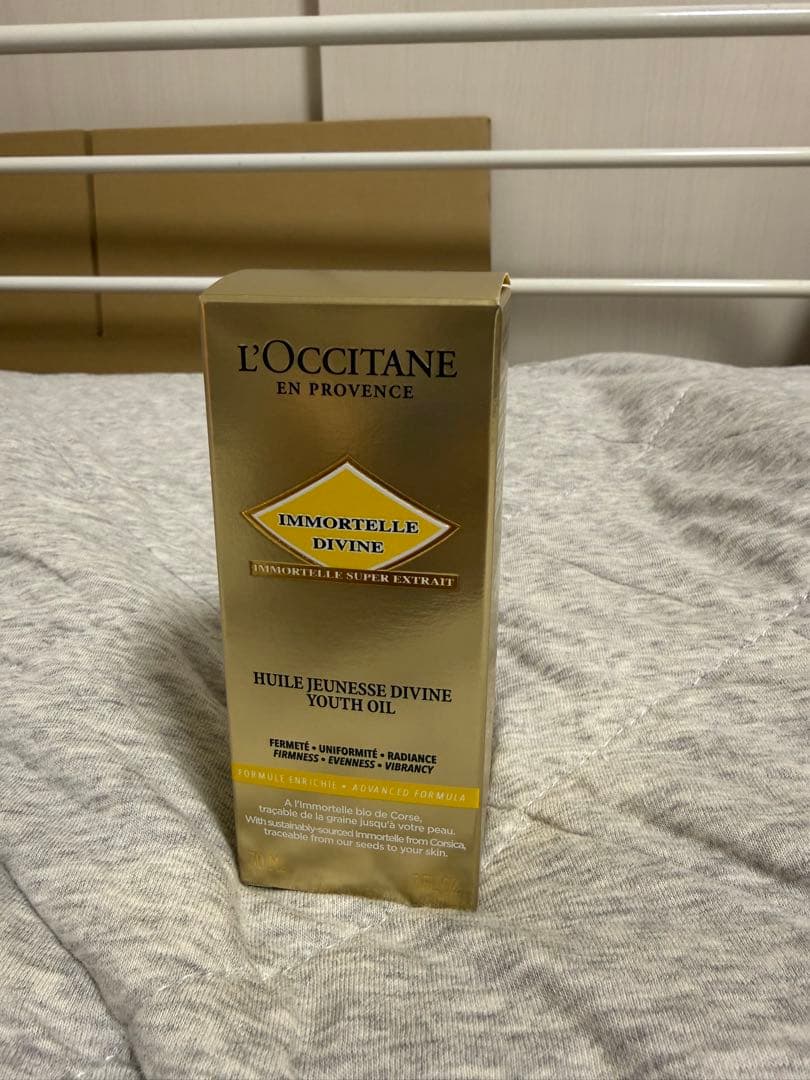 L'OCCITANE
EN PROVENCE
IMMORTELLE
DIVINE
IMMORTELLE SUPER EXTRAIT
HUILE JEUNESSE DIVINE
YOUTH OIL
FERMETÉ • UNIFORMITÉ • RADIANCE
FIRMNESS • EVENNESS • VIBRANCY
FORMULE ENRICHIE • ADVANCED FORMULA
A l'Immortelle bio de Corse,
traçable de la graine jusqu'à votre peau.
With sustainably-sourced Immortelle from Corsica,
traceable from our seeds to your skin.